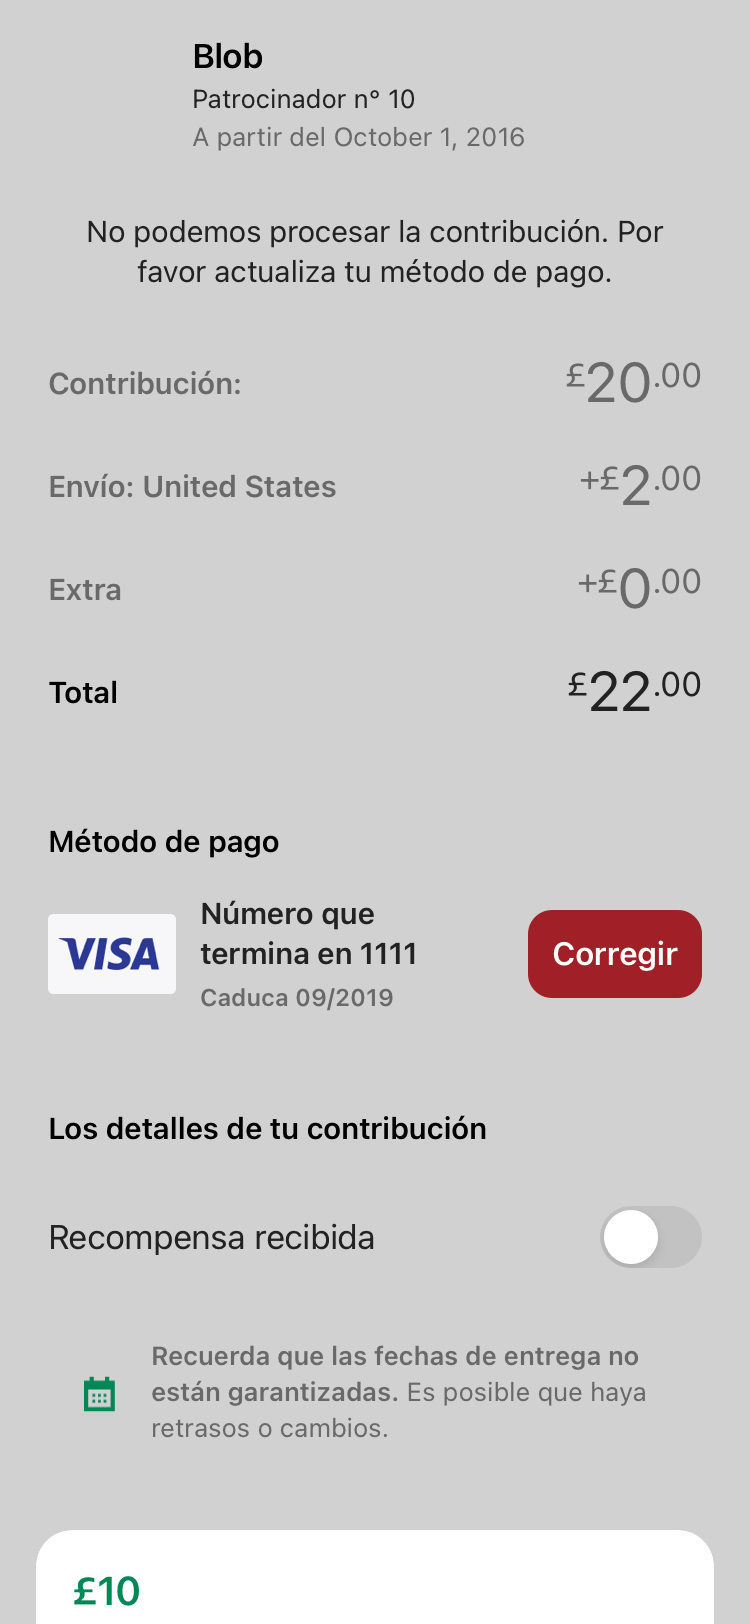 Blob
Patrocinador n° 10
A partir del October 1, 2016
No podemos procesar la contribución. Por
favor actualiza tu método de pago.
Contribución: £20.00
Envío: United States +£2.00
Extra +£0.00
Total £22.00
Método de pago
VISA
Número que
termina en 1111
Caduca 09/2019
Corregir
Los detalles de tu contribución
Recompensa recibida
Recuerda que las fechas de entrega no
están garantizadas. Es posible que haya
retrasos o cambios.
£10